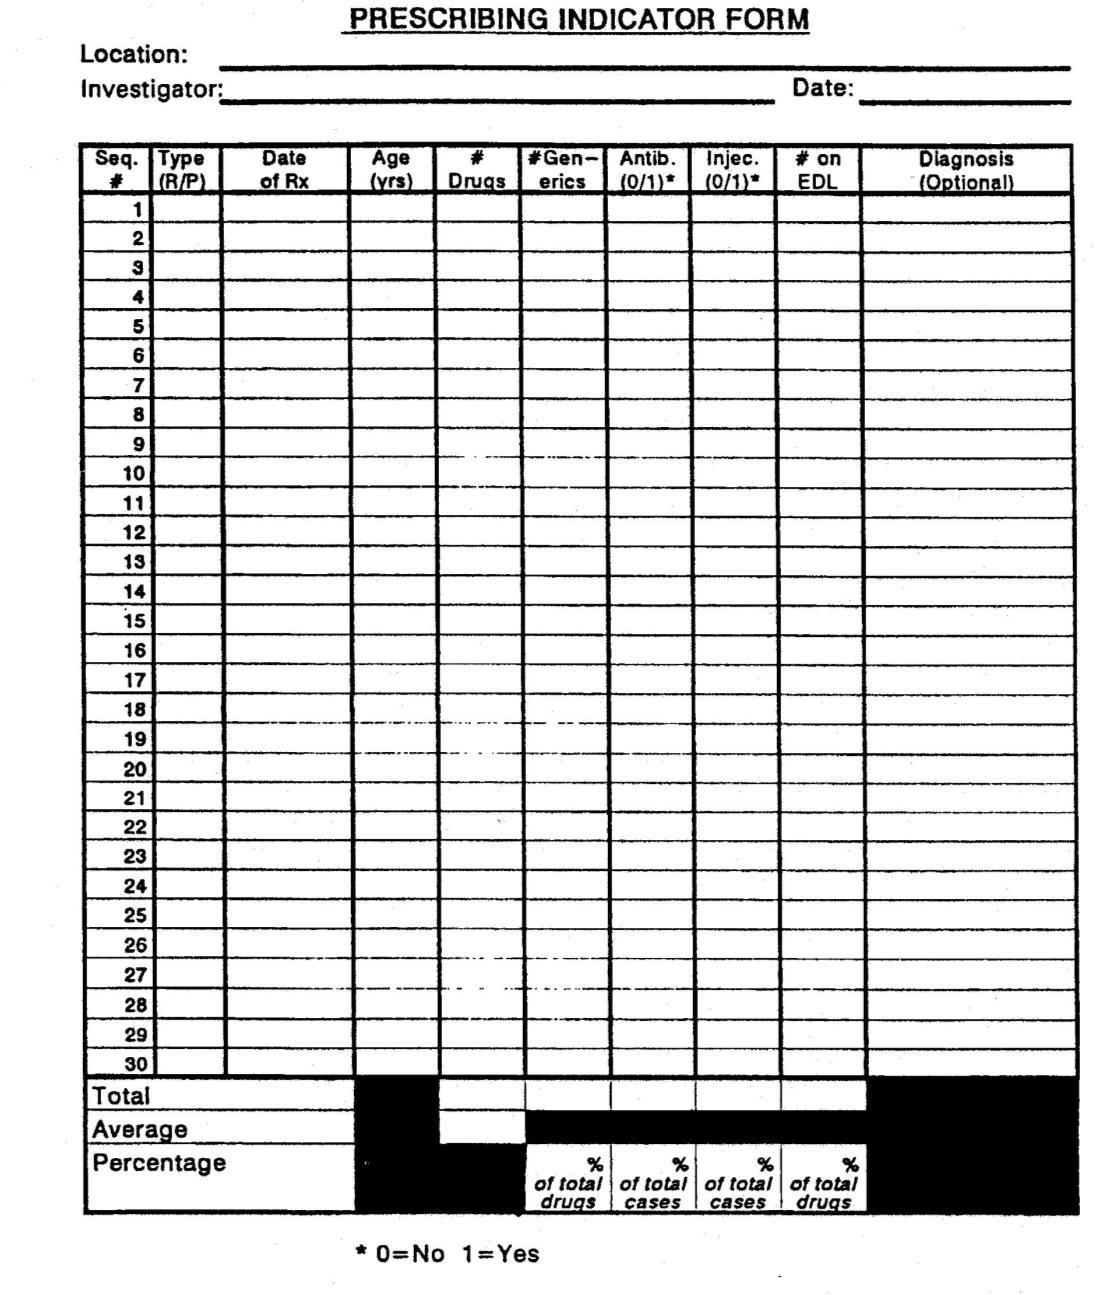 PRESCRIBING INDICATOR FORM
Location:
Investigator: Date:
Seq. Type Date Age # #Gen- Antib. Injec. # on Diagnosis
# (R/P) of Rx (yrs) Drugs erics (0/1)* (0/1)* EDL (Optional)
1
2
3
4
5
6
7
8
9
10
11
12
13
14
15
16
17
18
19
20
21
22
23
24
25
26
27
28
29
30
Total
Average
Percentage % % % %
of total of total of total of total
drugs cases cases drugs
* 0=No 1=Yes